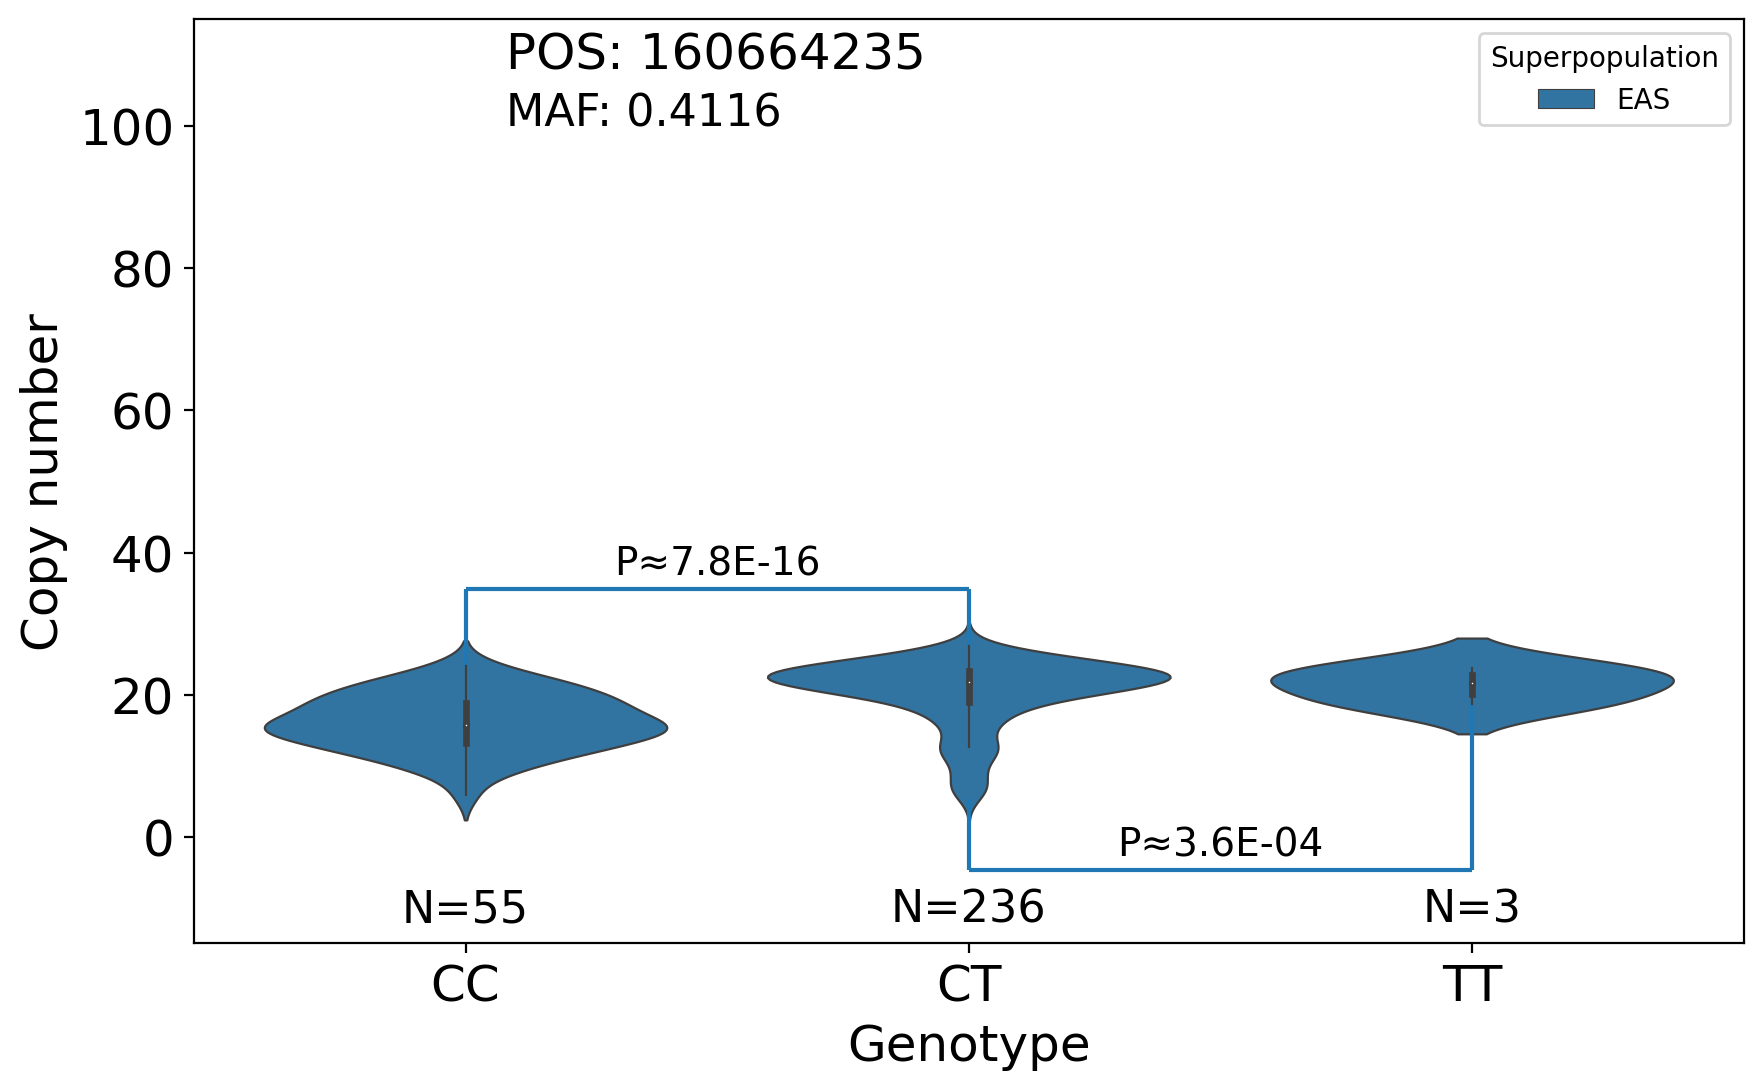 POS: 160664235
MAF: 0.4116
Superpopulation
EAS
Copy number
100
80
60
40
20
0
P≈7.8E-16
P≈3.6E-04
N=55
N=236
N=3
CC
CT
TT
Genotype